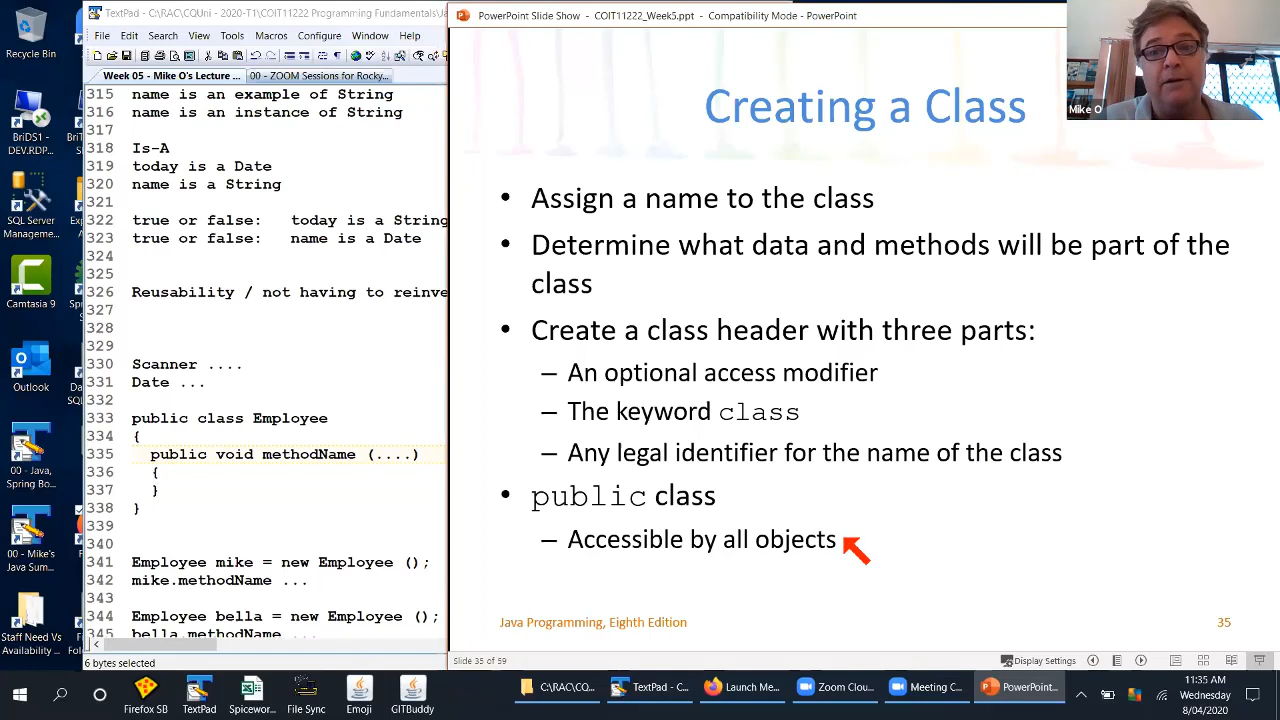 TextPad - C:\RAC\CQUni - 2020-T1\COIT11222 Programming Fundamentals\
File Edit Search View Tools Macros Configure Window
Week 05 - Mike O's Lecture ...
00 - ZOOM Sessions for Rocky...
315 name is an example of String
316 name is an instance of String
317
318 Is-A
319 today is a Date
320 name is a String
321
322 true or false: today is a String
323 true or false: name is a Date
324
325
326 Reusability / not having to reinve
327
328
329
330 Scanner ....
331 Date ...
332
333 public class Employee
334 {
335 public void methodName (....)
336 {
337 }
338 }
339
340
341 Employee mike = new Employee ();
342 mike.methodName ...
343
344 Employee bella = new Employee ();
345 bella.methodName ...
6 bytes selected
PowerPoint Slide Show - COIT11222_Week5.ppt - Compatibility Mode - PowerPoint
Mike O
Creating a Class
• Assign a name to the class
• Determine what data and methods will be part of the
class
• Create a class header with three parts:
– An optional access modifier
– The keyword class
– Any legal identifier for the name of the class
• public class
– Accessible by all objects
Java Programming, Eighth Edition
35
Slide 35 of 59
Display Settings
Recycle Bin
BriDS1 -
DEV.RDP...
SQL Server
Manageme...
Camtasia 9
Outlook
00 - Java,
Spring Bo...
00 - Mike's
Java Sum...
Staff Need Vs
Availability ...
Firefox SB
TextPad
Spicewor...
File Sync
Emoji
GITBuddy
C:\RAC\CQ...
TextPad - C...
Launch Me...
Zoom Clou...
Meeting C...
PowerPoint...
11:35 AM
Wednesday
8/04/2020